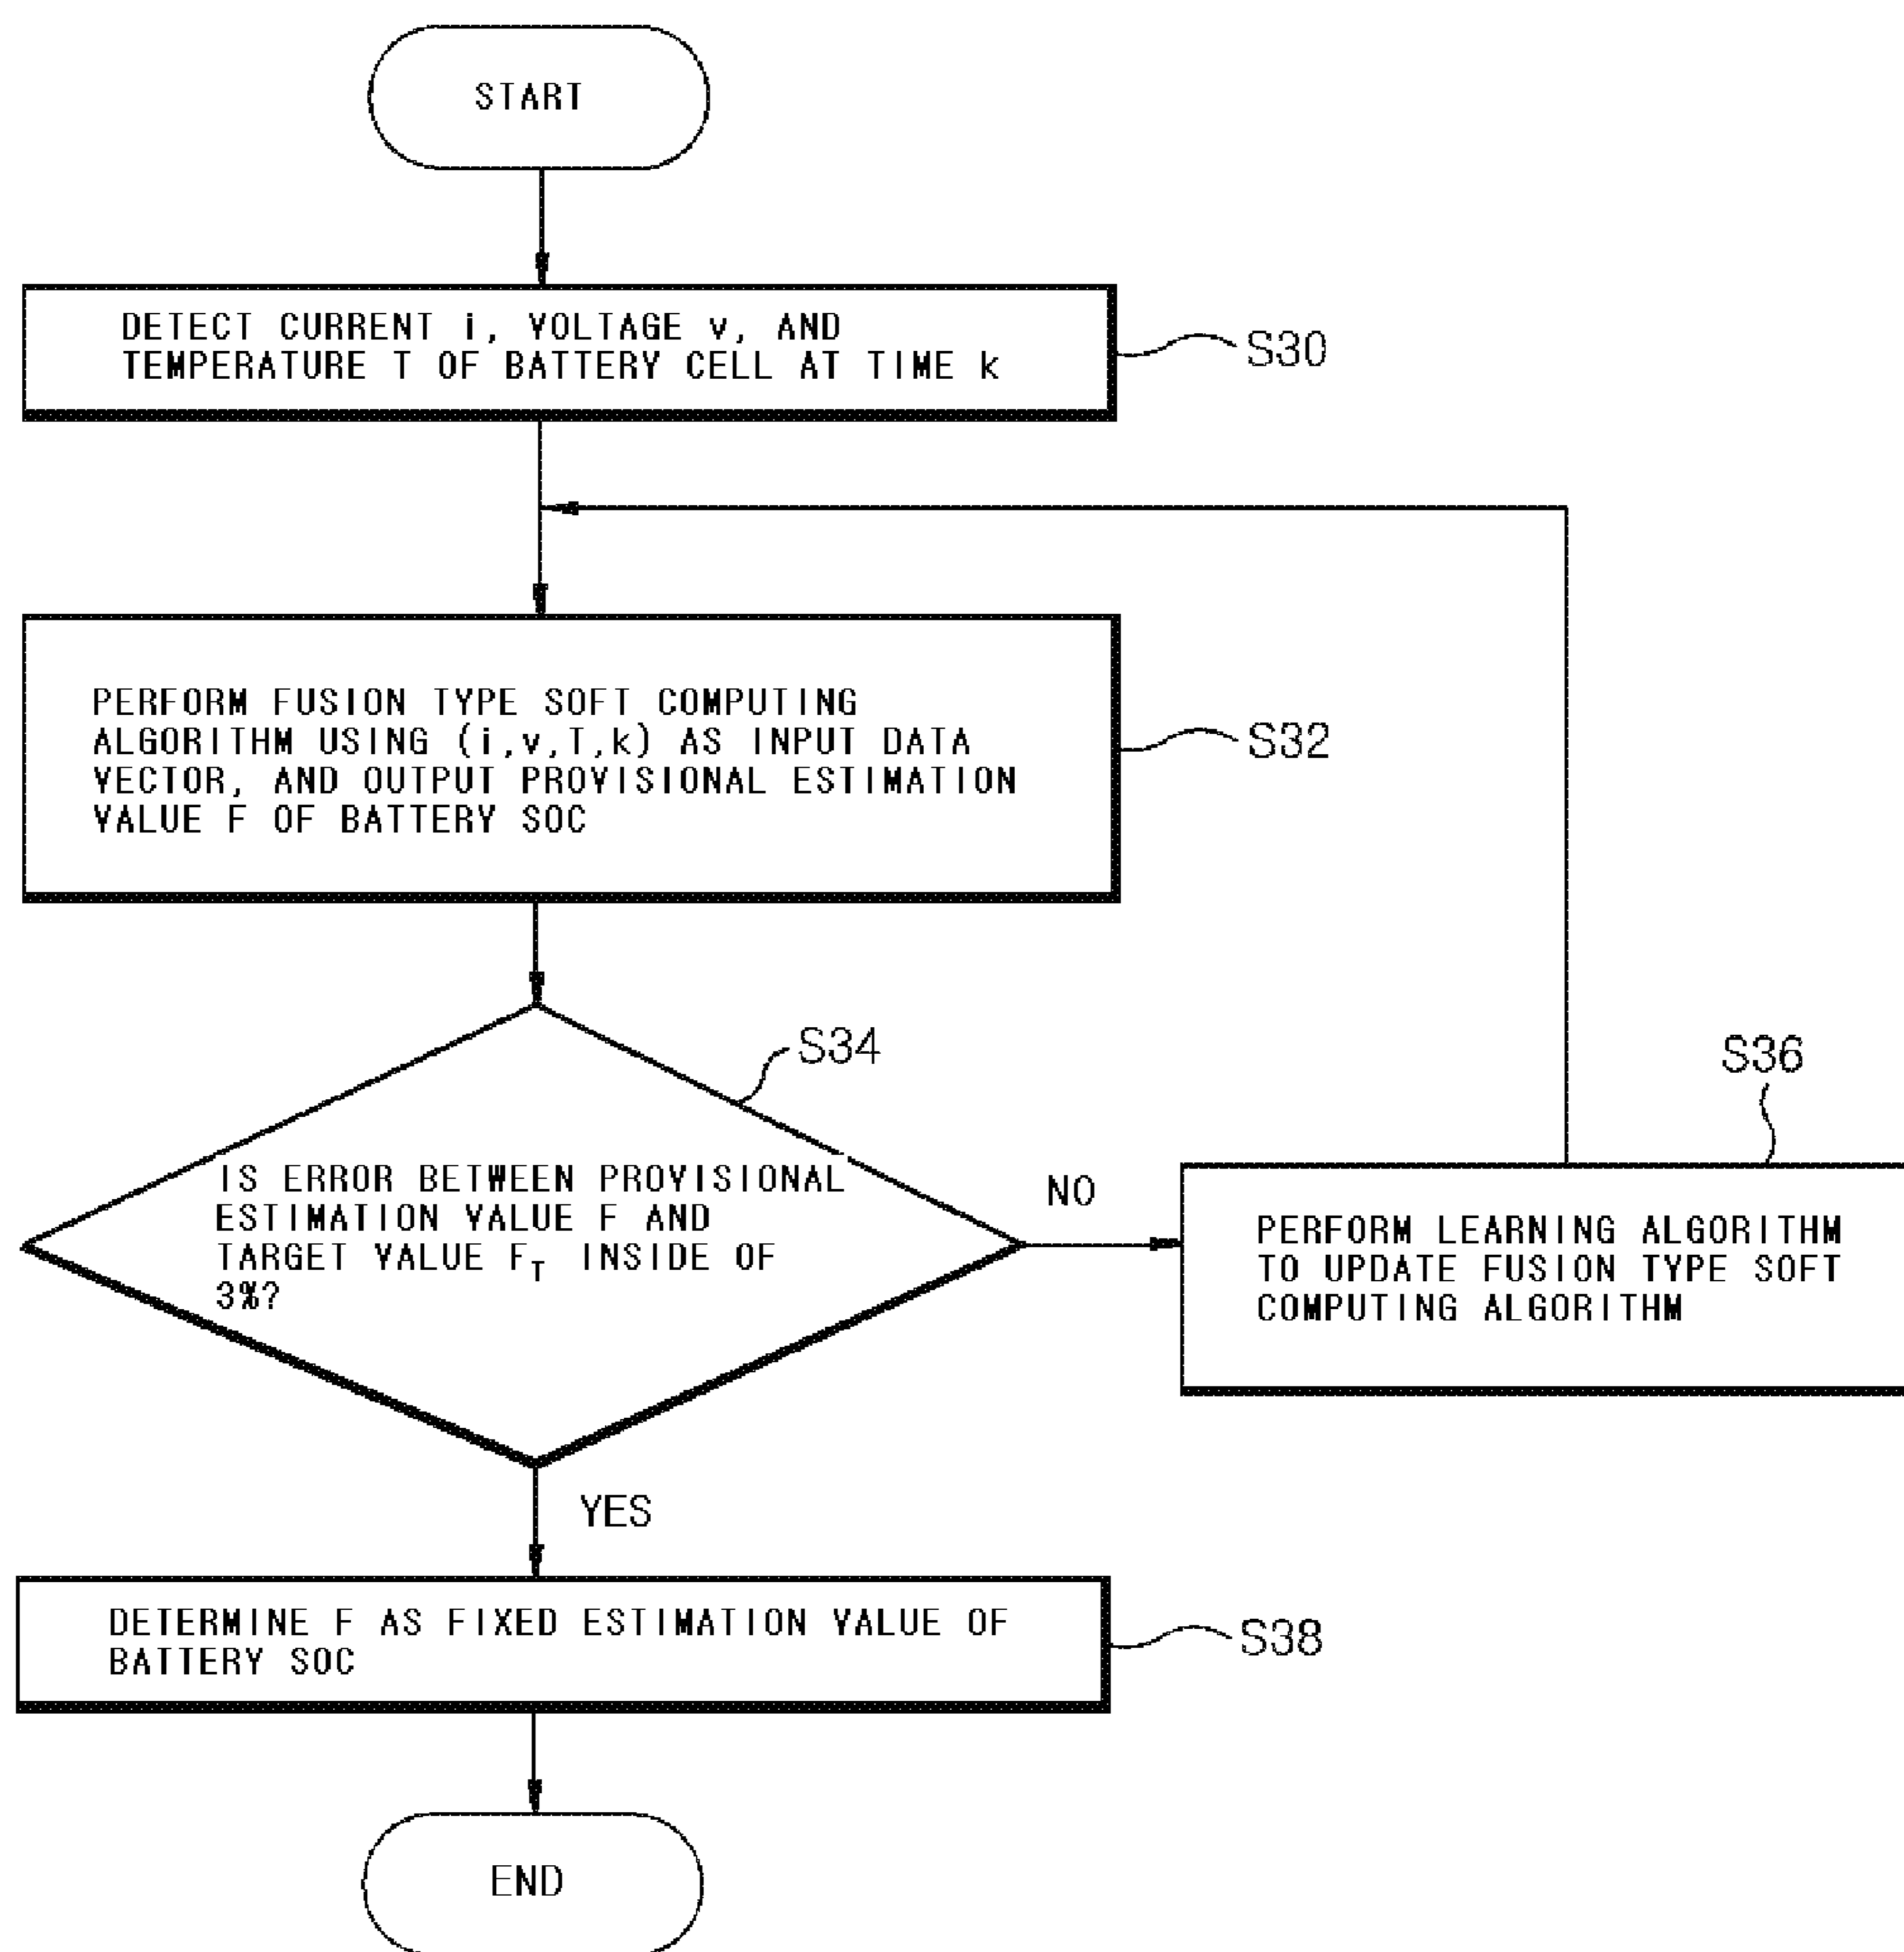 START
DETECT CURRENT i, VOLTAGE v, AND
TEMPERATURE T OF BATTERY CELL AT TIME k
S30
PERFORM FUSION TYPE SOFT COMPUTING
ALGORITHM USING (i,v,T,k) AS INPUT DATA
VECTOR, AND OUTPUT PROVISIONAL ESTIMATION
VALUE F OF BATTERY SOC
S32
S34
IS ERROR BETWEEN PROVISIONAL
ESTIMATION VALUE F AND
TARGET VALUE F_T INSIDE OF
3%?
NO
S36
PERFORM LEARNING ALGORITHM
TO UPDATE FUSION TYPE SOFT
COMPUTING ALGORITHM
YES
DETERMINE F AS FIXED ESTIMATION VALUE OF
BATTERY SOC
S38
END